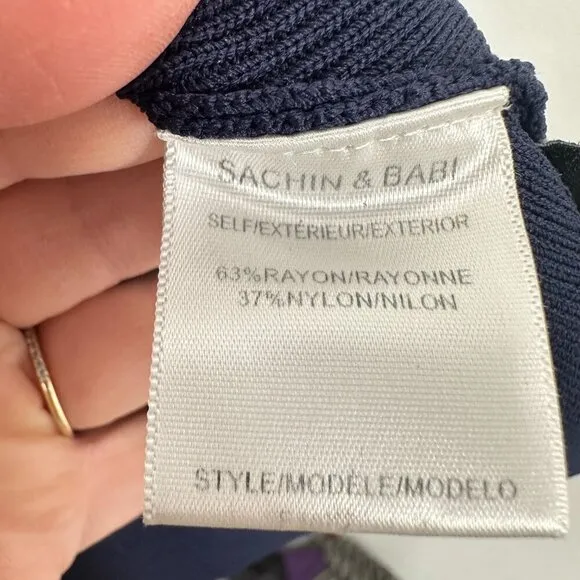 SACHIN & BABI
SELF/EXTÉRIEUR/EXTERIOR
63%RAYON/RAYONNE
37%NYLON/NILON
STYLE/MODÈLE/MODELO